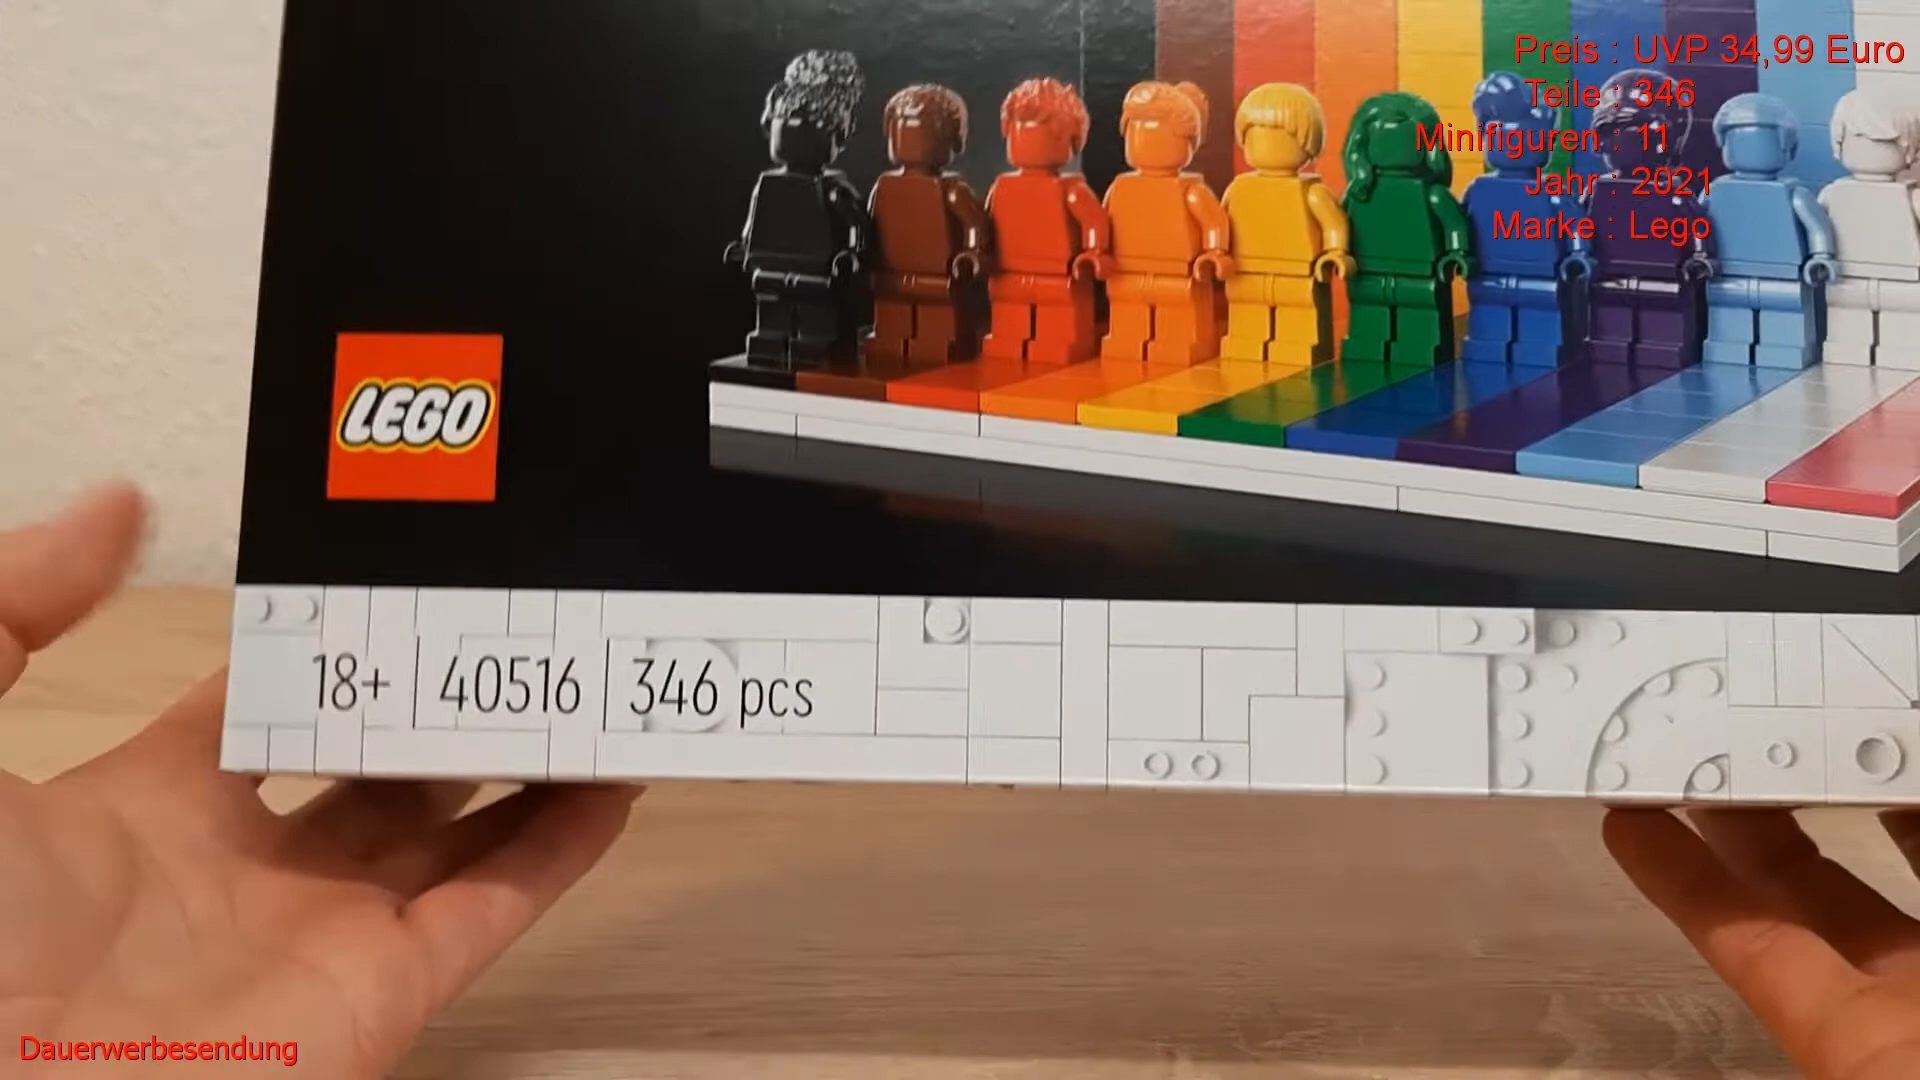 Preis : UVP 34,99 Euro
Teile : 346
Minifiguren : 11
Jahr : 2021
Marke : Lego
LEGO
18+ | 40516 | 346 pcs
Dauerwerbesendung